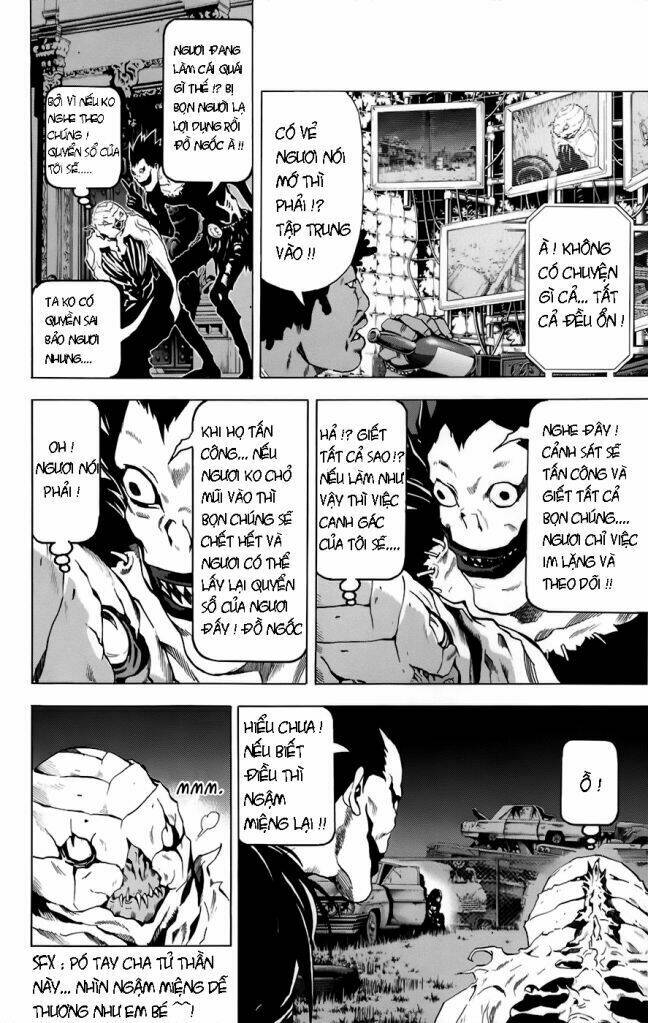 CÓ VẺ
NGƯƠI NÓI
MỚ THÌ
PHẢI !?
TẬP TRUNG
VÀO !!
À ! KHÔNG
CÓ CHUYỆN
GÌ CẢ... TẤT
CẢ ĐỀU ỔN !
NGƯƠI ĐANG
LÀM CÁI QUÁI
GÌ THẾ !? BỊ
BỌN NGƯỜI LẠ
LỢI DỤNG RỒI
ĐỒ NGỐC À !!
BỞI VÌ NẾU KO
NGHE THEO
CHÚNG !
QUYỂN SỔ CỦA
TÔI SẼ.....
TA KO CÓ
QUYỀN SAI
BẢO NGƯƠI
NHƯNG....
NGHE ĐÂY !
CẢNH SÁT SẼ
TẤN CÔNG VÀ
GIẾT TẤT CẢ
BỌN CHÚNG....
NGƯƠI CHỈ VIỆC
IM LẶNG VÀ
THEO DÕI !!
HẢ !? GIẾT
TẤT CẢ SAO !?
NẾU LÀM NHƯ
VẬY THÌ VIỆC
CANH GÁC
CỦA TÔI SẼ....
KHI HỌ TẤN
CÔNG... NẾU
NGƯƠI KO CHỎ
MŨI VÀO THÌ
BỌN CHÚNG SẼ
CHẾT HẾT VÀ
NGƯƠI CÓ THỂ
LẤY LẠI QUYỂN
SỔ CỦA NGƯƠI
ĐẤY ! ĐỒ NGỐC
OH !
NGƯƠI NÓI
PHẢI !
Ồ !
HIỂU CHƯA !
NẾU BIẾT
ĐIỀU THÌ
NGẬM
MIỆNG LẠI !!
MMM..
SFX : PÓ TAY CHA TỬ THẦN
NÀY... NHÌN NGẬM MIỆNG DỄ
THƯƠNG NHƯ EM BÉ ^^!